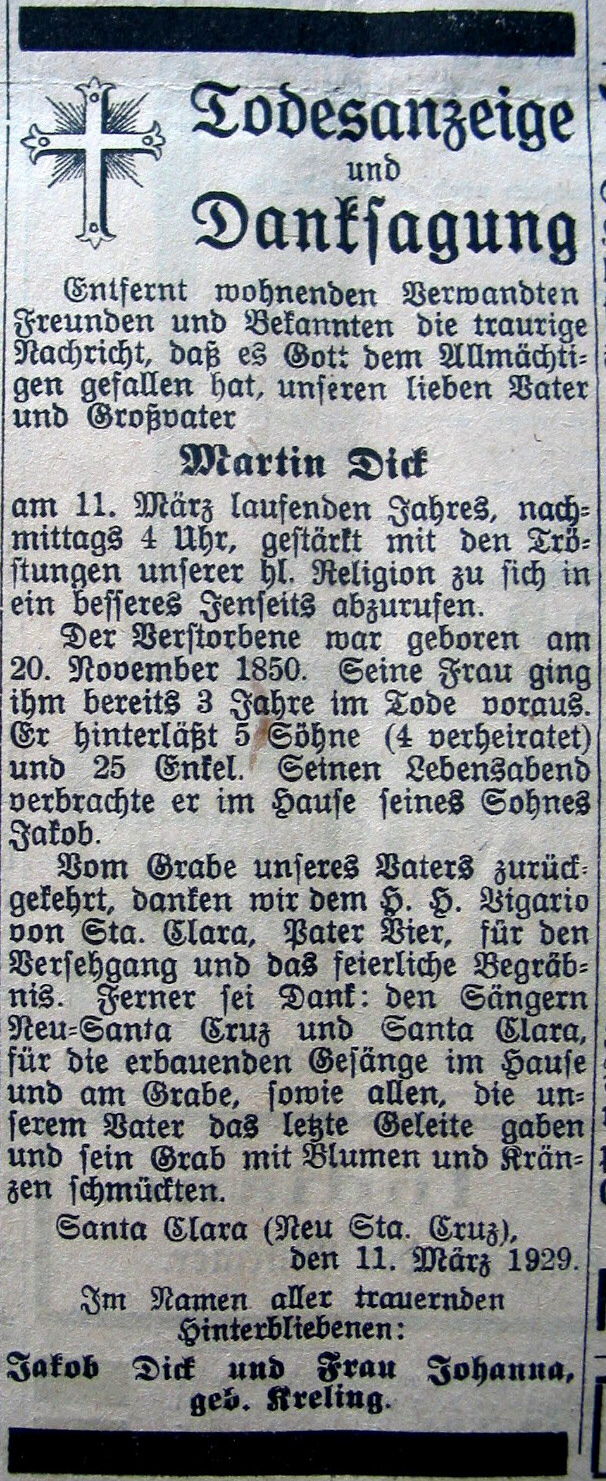 Todesanzeige
und
Danksagung
Entfernt wohnenden Verwandten
Freunden und Bekannten die traurige
Nachricht, daß es Gott dem Allmächti-
gen gefallen hat, unseren lieben Vater
und Großvater
Martin Dick
am 11. März laufenden Jahres, nach-
mittags 4 Uhr, gestärkt mit den Trö-
stungen unserer hl. Religion zu sich in
ein besseres Jenseits abzurufen.
Der Verstorbene war geboren am
20. November 1850. Seine Frau ging
ihm bereits 3 Jahre im Tode voraus.
Er hinterläßt 5 Söhne (4 verheiratet)
und 25 Enkel. Seinen Lebensabend
verbrachte er im Hause seines Sohnes
Jakob.
Vom Grabe unseres Vaters zurück-
gekehrt, danken wir dem H. H. Vigario
von Sta. Clara, Pater Vier, für den
Versehgang und das feierliche Begräb-
nis. Ferner sei Dank: den Sängern
Neu-Santa Cruz und Santa Clara,
für die erbauenden Gesänge im Hause
und am Grabe, sowie allen, die un-
serem Vater das letzte Geleite gaben
und sein Grab mit Blumen und Krän-
zen schmückten.
Santa Clara (Neu Sta. Cruz),
den 11. März 1929.
Im Namen aller trauernden
Hinterbliebenen:
Jakob Dick und Frau Johanna,
geb. Kreling.